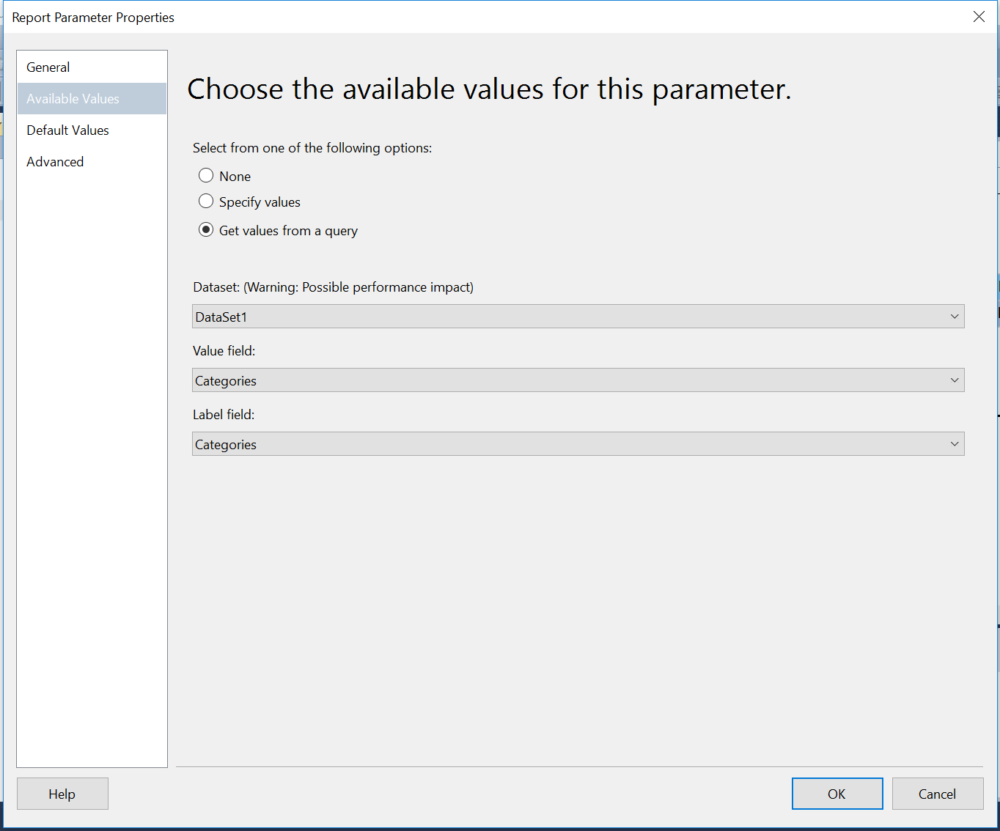 Report Parameter Properties
General
Available Values
Default Values
Advanced
Choose the available values for this parameter.
Select from one of the following options:
None
Specify values
Get values from a query
Dataset: (Warning: Possible performance impact)
DataSet1
Value field:
Categories
Label field:
Categories
Help
OK
Cancel